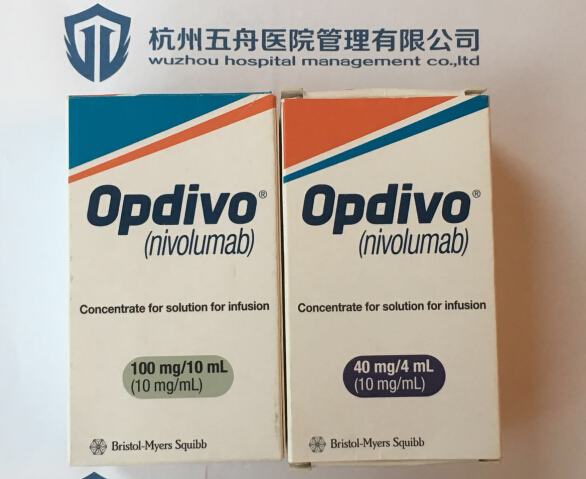 杭州五舟医院管理有限公司
wuzhou hospital management co.,ltd
Opdivo®
(nivolumab)
Concentrate for solution for infusion
100 mg/10 mL
(10 mg/mL)
Bristol-Myers Squibb
Opdivo®
(nivolumab)
Concentrate for solution for infusion
40 mg/4 mL
(10 mg/mL)
Bristol-Myers Squibb